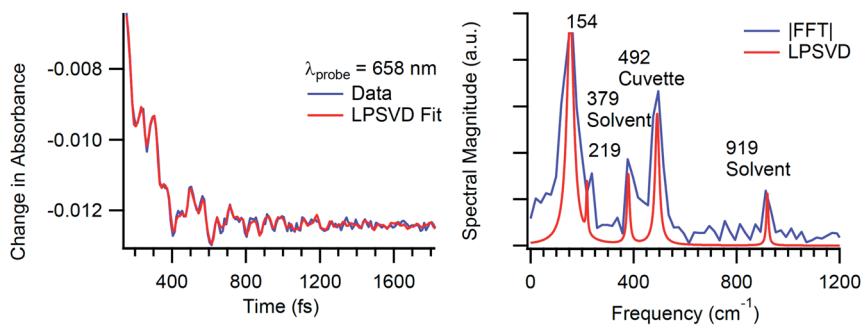 -0.008
-0.010
-0.012
Change in Absorbance
λprobe = 658 nm
Data
LPSVD Fit
400
800
1200
1600
Time (fs)
Spectral Magnitude (a.u.)
154
492
Cuvette
379
Solvent
219
919
Solvent
|FFT|
LPSVD
0
400
800
1200
Frequency (cm⁻¹)